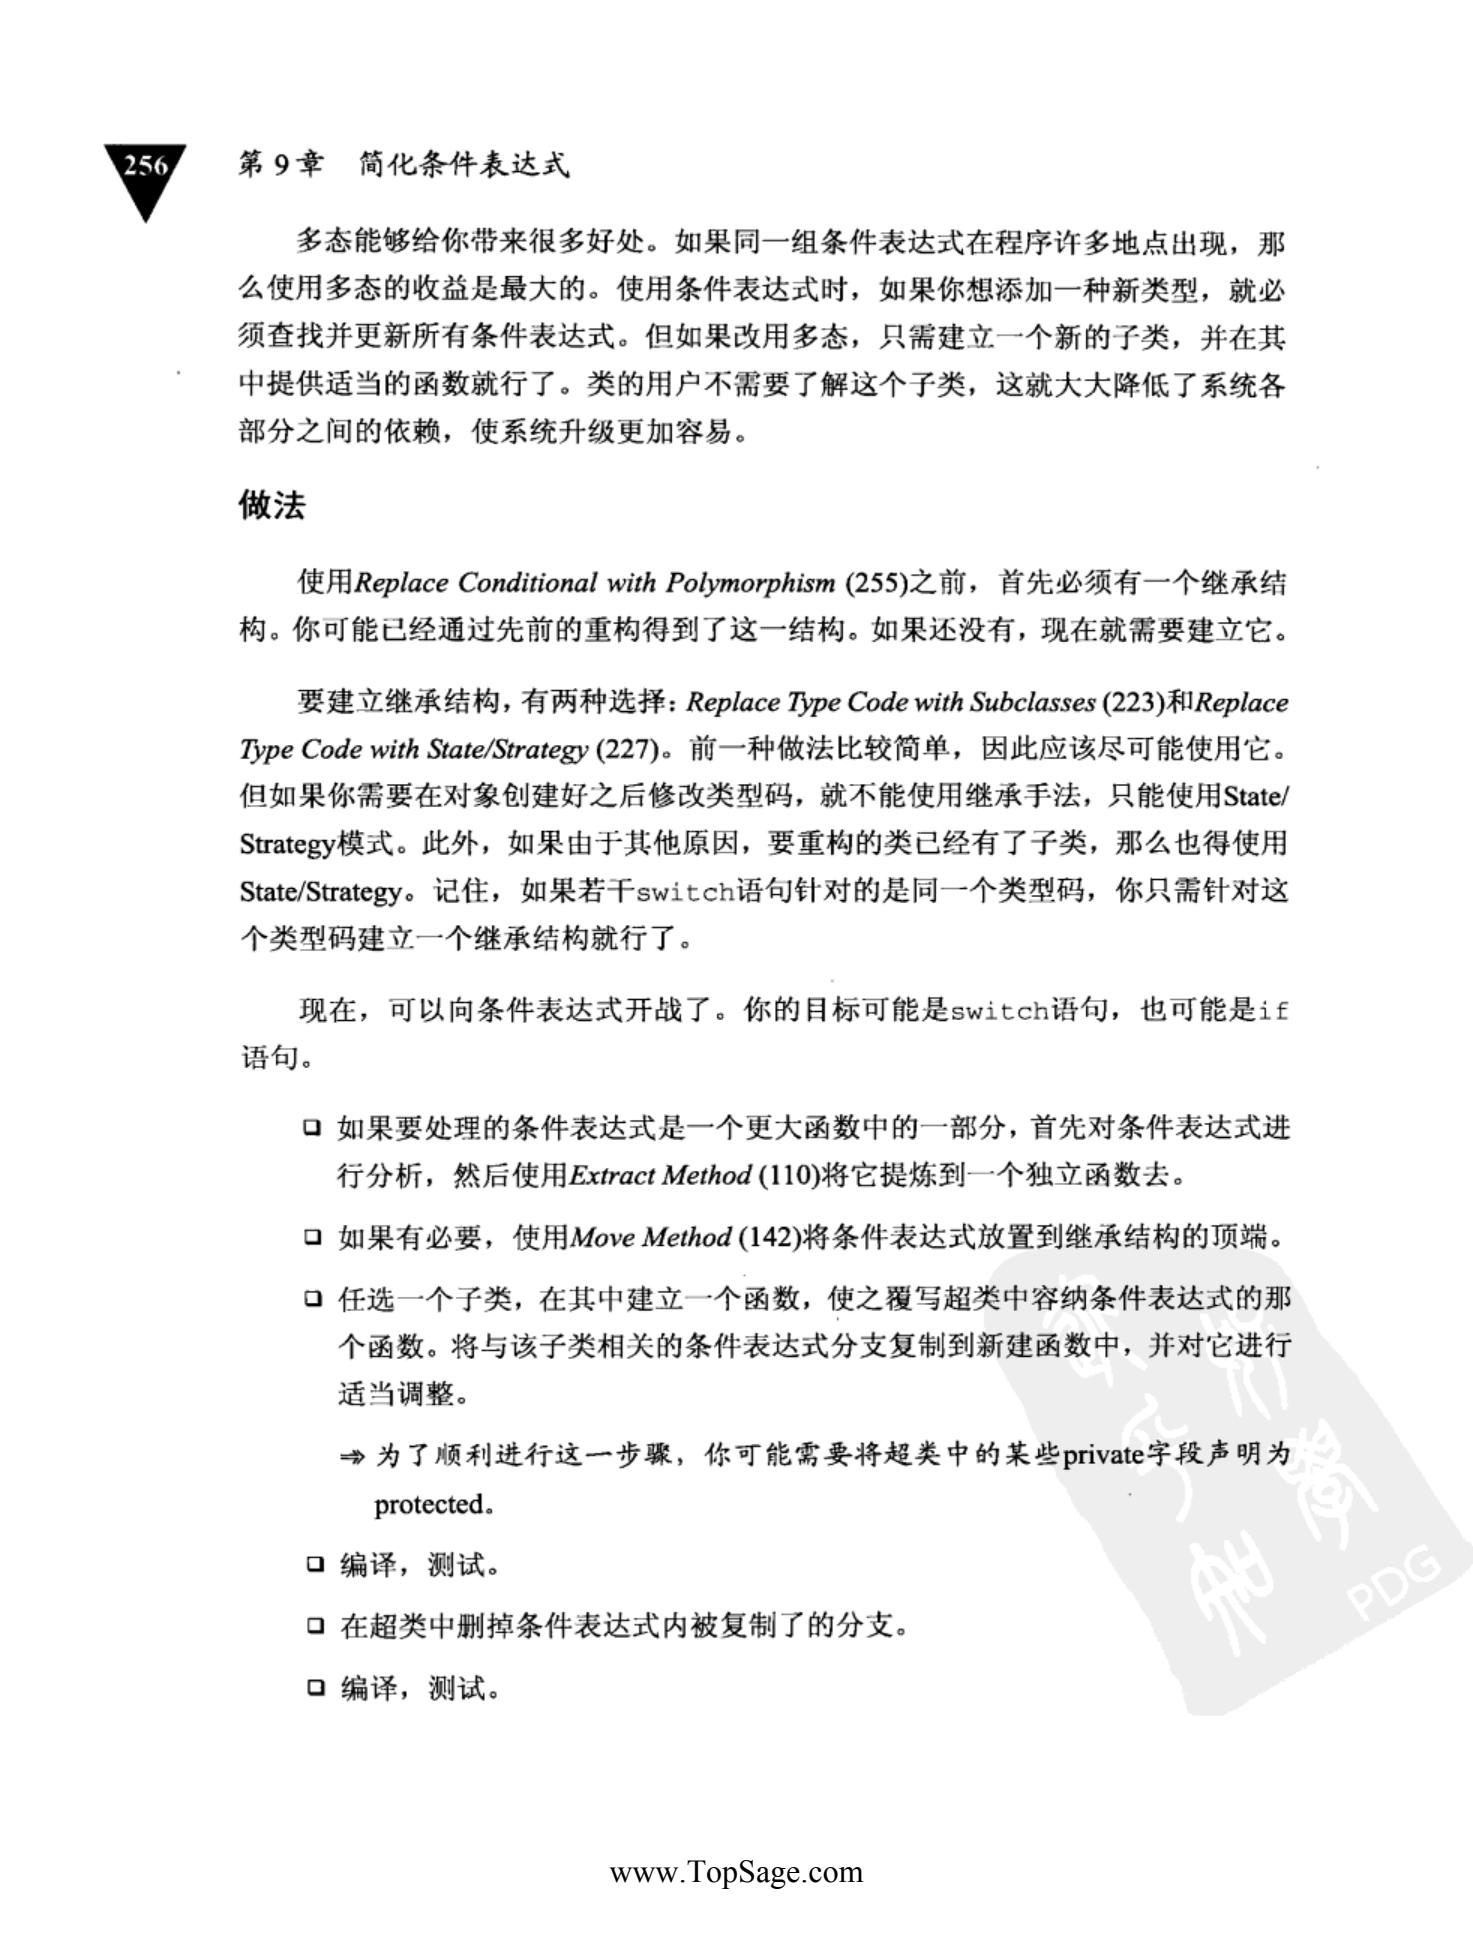 256
第 9 章 简化条件表达式
多态能够给你带来很多好处。如果同一组条件表达式在程序许多地点出现，那
么使用多态的收益是最大的。使用条件表达式时，如果你想添加一种新类型，就必
须查找并更新所有条件表达式。但如果改用多态，只需建立一个新的子类，并在其
中提供适当的函数就行了。类的用户不需要了解这个子类，这就大大降低了系统各
部分之间的依赖，使系统升级更加容易。
做法
使用Replace Conditional with Polymorphism (255)之前，首先必须有一个继承结
构。你可能已经通过先前的重构得到了这一结构。如果还没有，现在就需要建立它。
要建立继承结构，有两种选择：Replace Type Code with Subclasses (223)和Replace
Type Code with State/Strategy (227)。前一种做法比较简单，因此应该尽可能使用它。
但如果你需要在对象创建好之后修改类型码，就不能使用继承手法，只能使用State/
Strategy模式。此外，如果由于其他原因，要重构的类已经有了子类，那么也得使用
State/Strategy。记住，如果若干switch语句针对的是同一个类型码，你只需针对这
个类型码建立一个继承结构就行了。
现在，可以向条件表达式开战了。你的目标可能是switch语句，也可能是if
语句。
❑ 如果要处理的条件表达式是一个更大函数中的一部分，首先对条件表达式进
行分析，然后使用Extract Method (110)将它提炼到一个独立函数去。
❑ 如果有必要，使用Move Method (142)将条件表达式放置到继承结构的顶端。
❑ 任选一个子类，在其中建立一个函数，使之覆写超类中容纳条件表达式的那
个函数。将与该子类相关的条件表达式分支复制到新建函数中，并对它进行
适当调整。
⇒ 为了顺利进行这一步骤，你可能需要将超类中的某些private字段声明为
protected。
❑ 编译，测试。
❑ 在超类中删掉条件表达式内被复制了的分支。
❑ 编译，测试。
PDG
www.TopSage.com